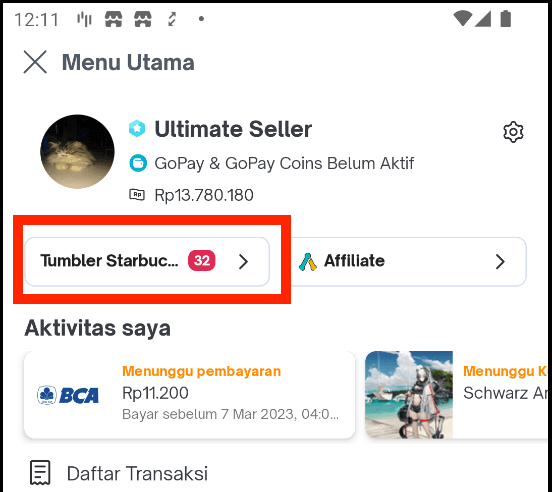 12:11
Menu Utama
Ultimate Seller
GoPay & GoPay Coins Belum Aktif
Rp Rp13.780.180
Tumbler Starbuc... 32
Affiliate
Aktivitas saya
Menunggu pembayaran
BCA
Rp11.200
Bayar sebelum 7 Mar 2023, 04:0...
Menunggu K
Schwarz Ar
Daftar Transaksi